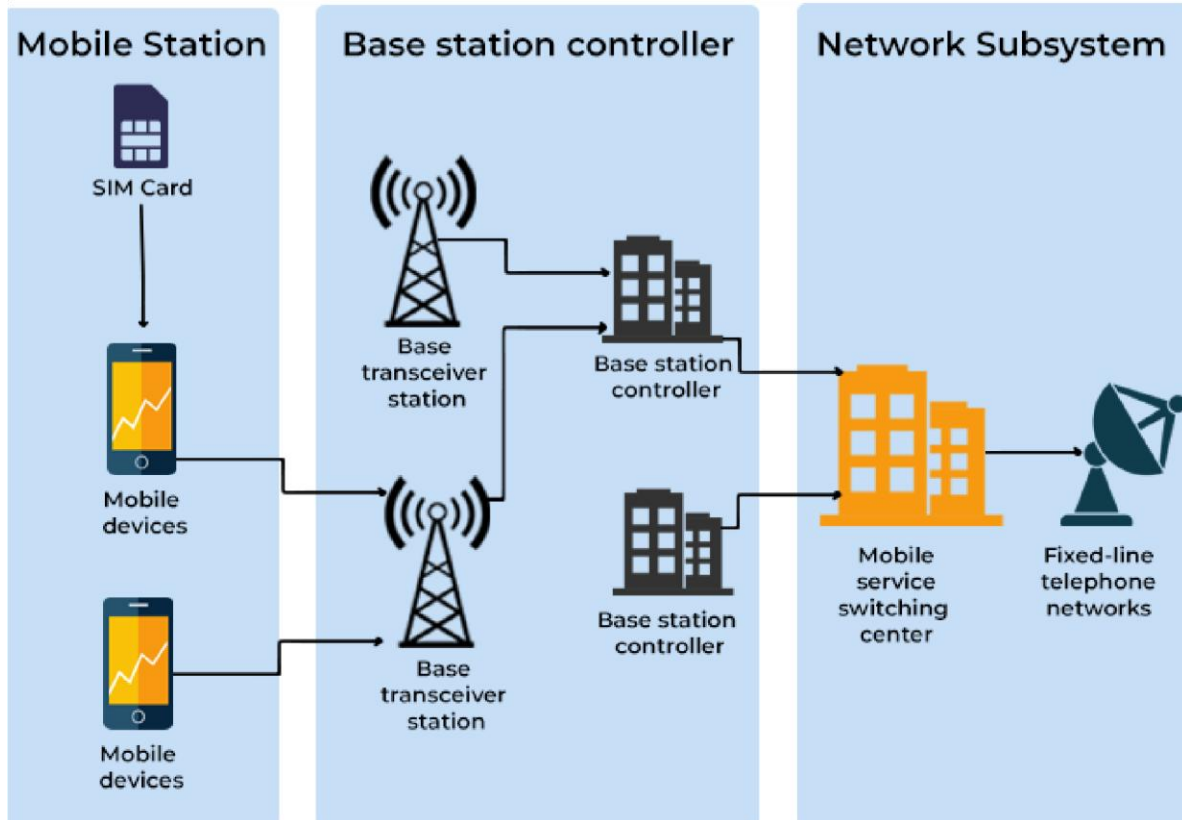 Mobile Station
SIM Card
Mobile
devices
Mobile
devices
Base station controller
Base
transceiver
station
Base station
controller
Base
transceiver
station
Base station
controller
Network Subsystem
Mobile
service
switching
center
Fixed-line
telephone
networks